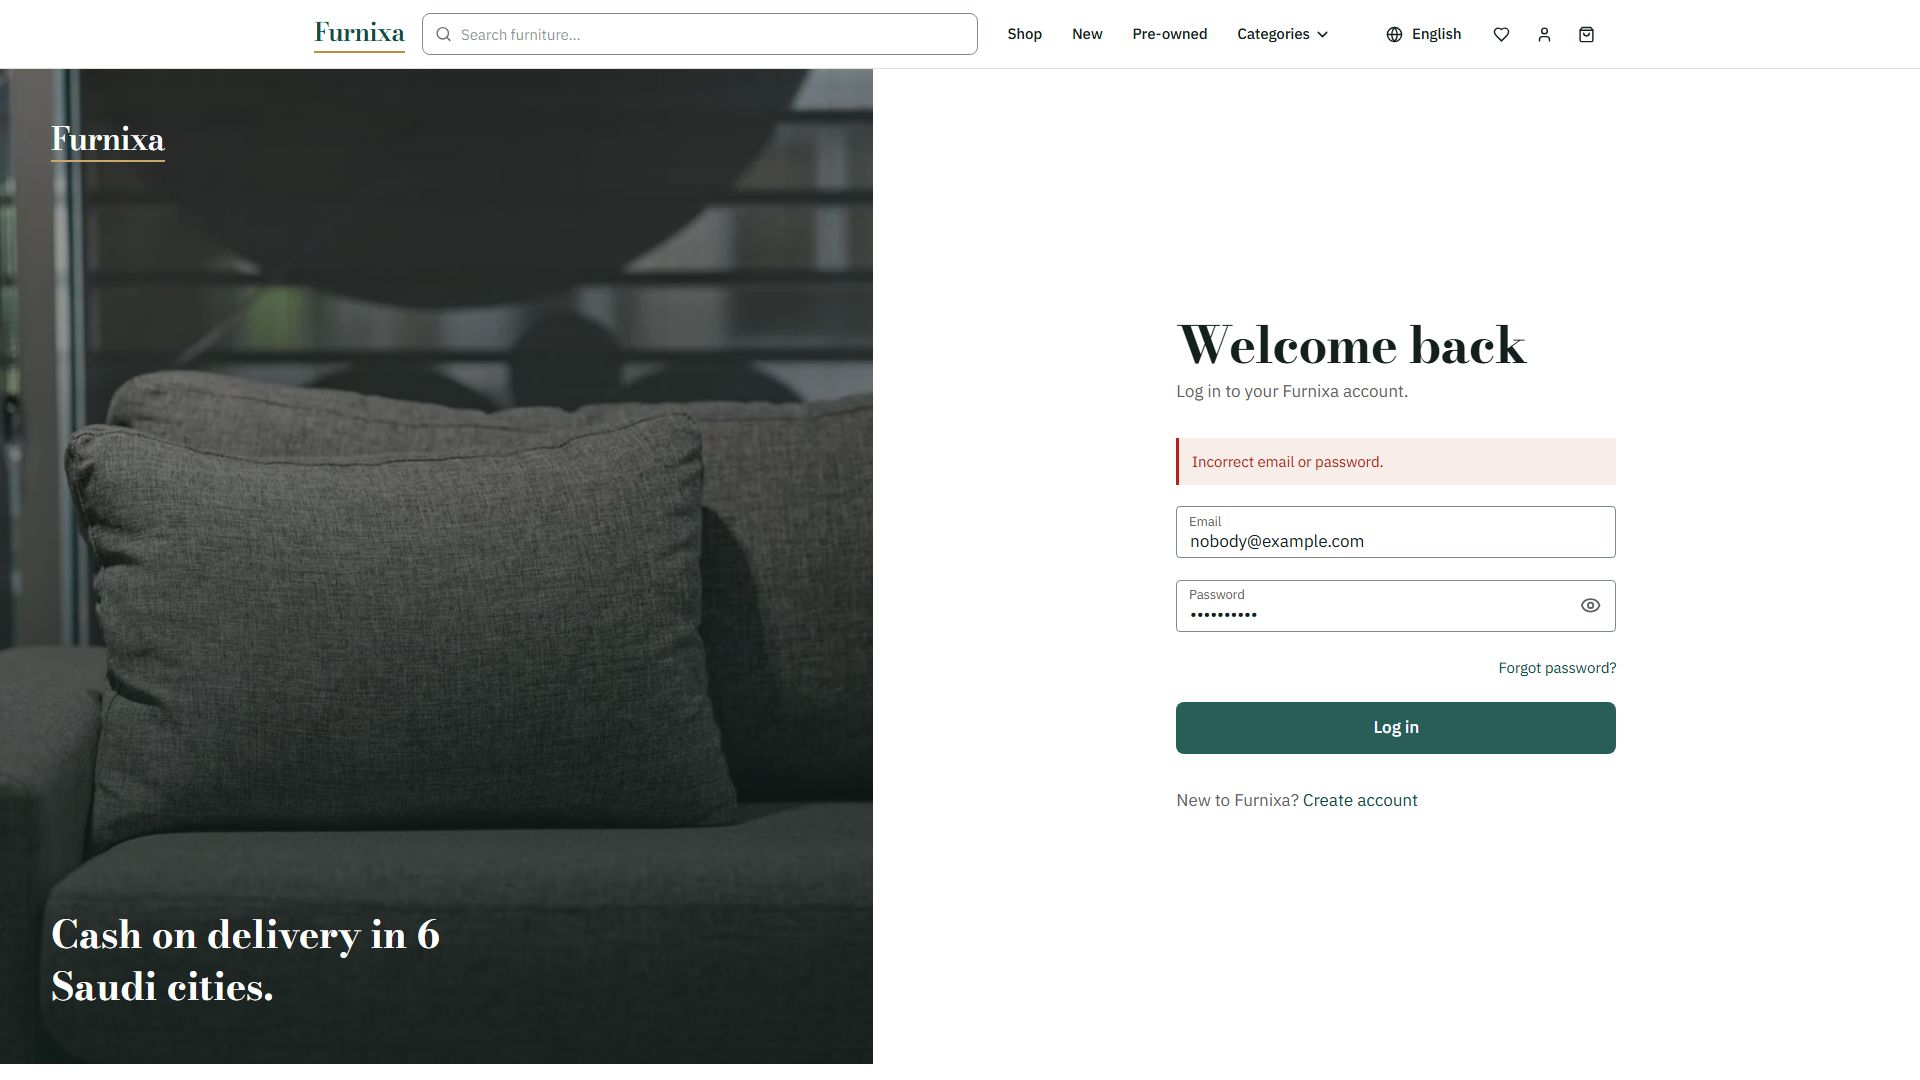 Furnixa
Search furniture...
Shop
New
Pre-owned
Categories
English
Furnixa
Cash on delivery in 6
Saudi cities.
Welcome back
Log in to your Furnixa account.
Incorrect email or password.
Email
nobody@example.com
Password
••••••••••
Forgot password?
Log in
New to Furnixa? Create account